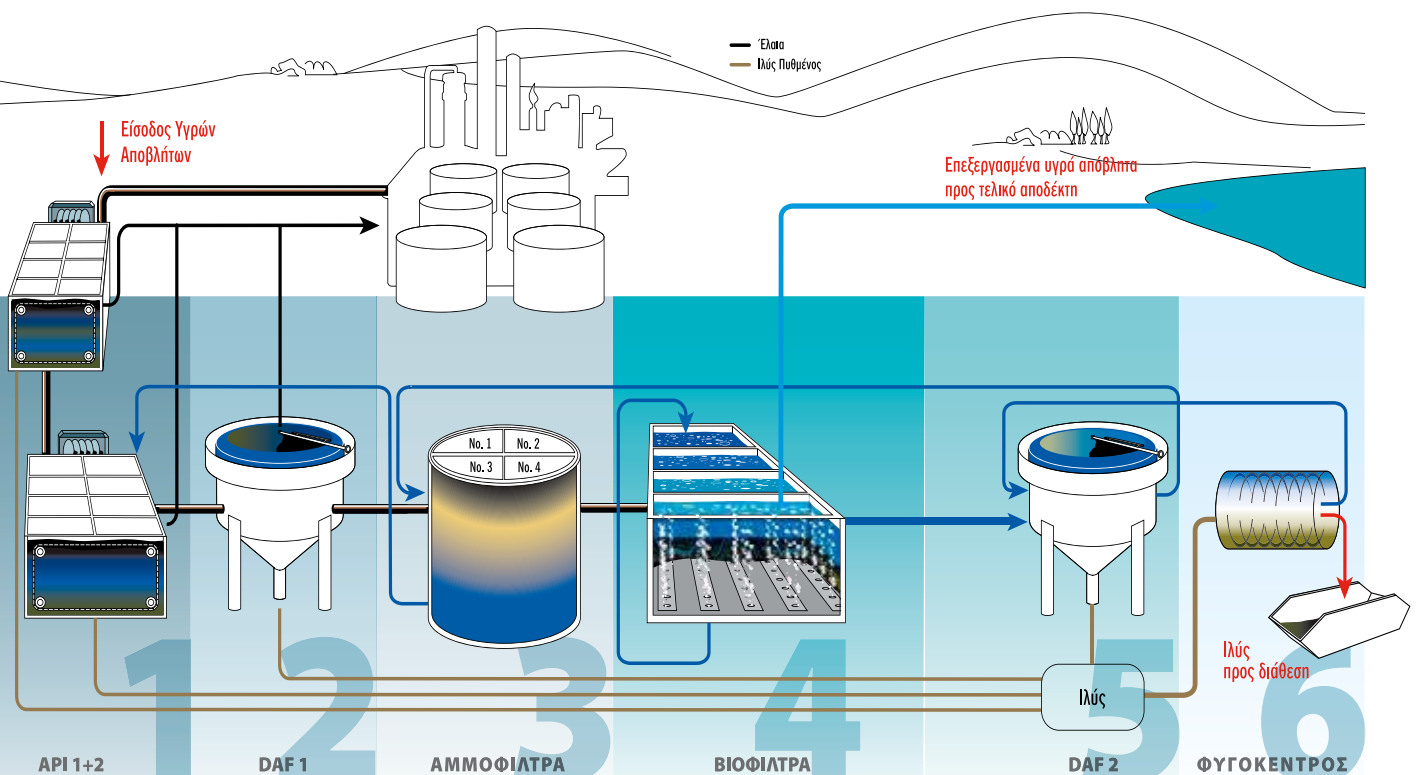 Έλαια
Ιλύς Πυθμένος
Είσοδος Υγρών
Αποβλήτων
Επεξεργασμένα υγρά απόβλητα
προς τελικό αποδέκτη
No. 1 No. 2
No. 3 No. 4
Ιλύς
προς διάθεση
Ιλύς
1 2 3 4 5 6
API 1+2 DAF 1 ΑΜΜΟΦΙΛΤΡΑ ΒΙΟΦΙΛΤΡΑ DAF 2 ΦΥΓΟΚΕΝΤΡΟΣ